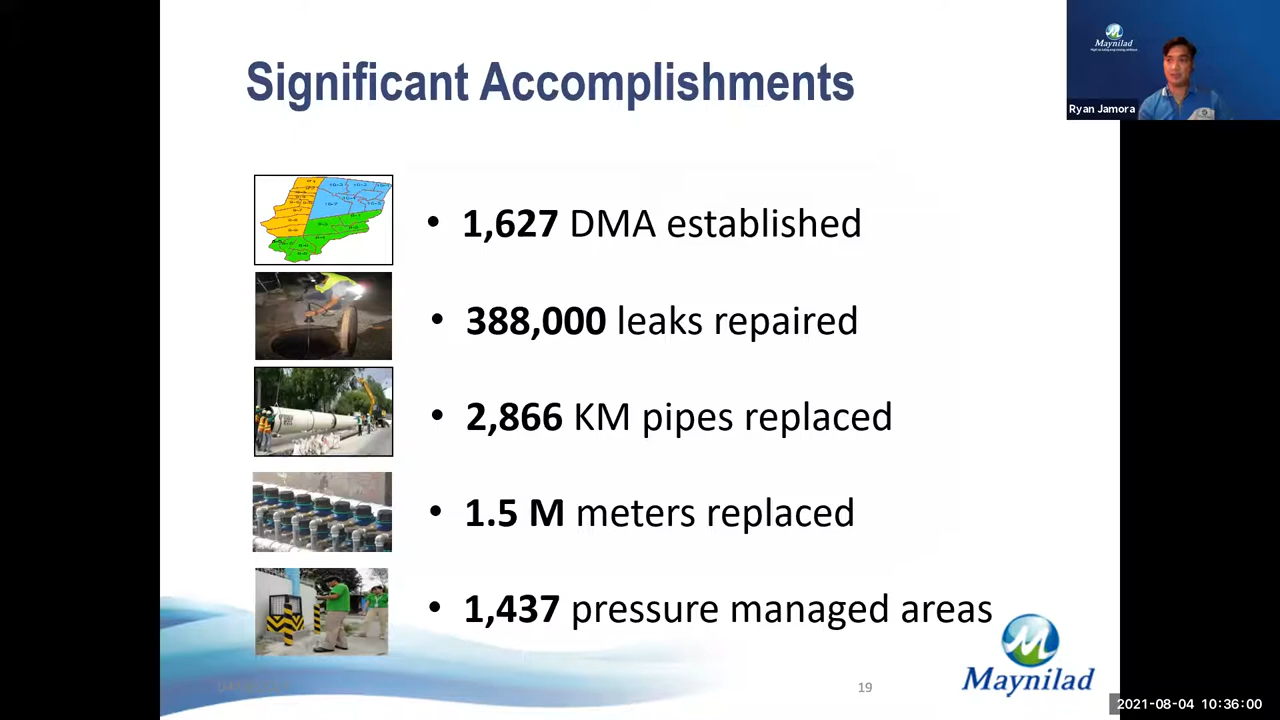 Significant Accomplishments
Maynilad
Ryan Jamora
• 1,627 DMA established
• 388,000 leaks repaired
• 2,866 KM pipes replaced
• 1.5 M meters replaced
• 1,437 pressure managed areas
19
Maynilad
2021-08-04 10:36:00